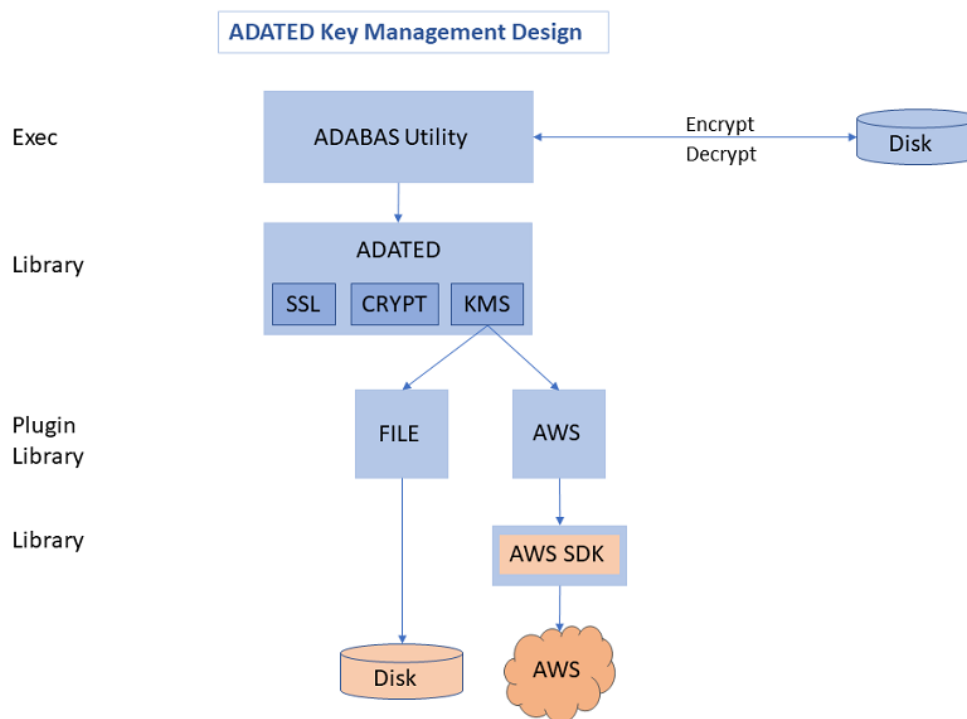 ADATED Key Management Design
Exec
ADABAS Utility
Encrypt
Decrypt
Disk
Library
ADATED
SSL
CRYPT
KMS
Plugin
Library
FILE
AWS
Library
AWS SDK
Disk
AWS